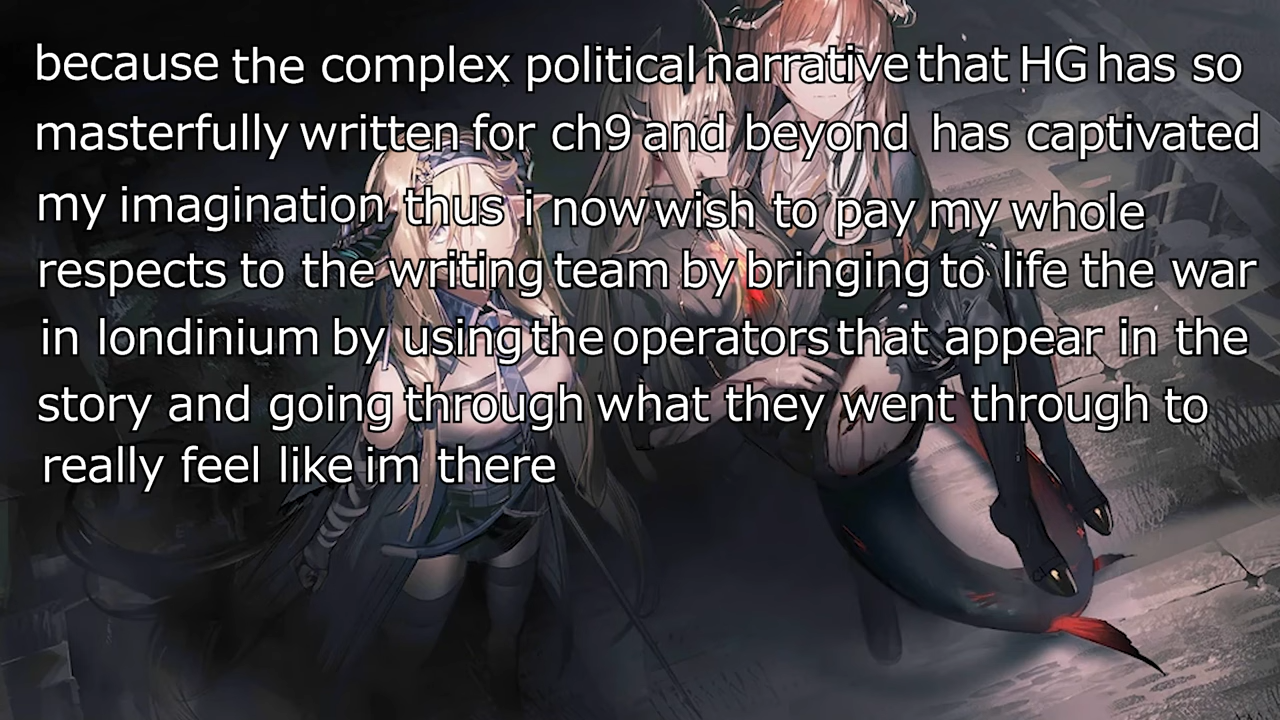 because the complex political narrative that HG has so
masterfully written for ch9 and beyond has captivated
my imagination thus i now wish to pay my whole
respects to the writing team by bringing to life the war
in londinium by using the operators that appear in the
story and going through what they went through to
really feel like im there